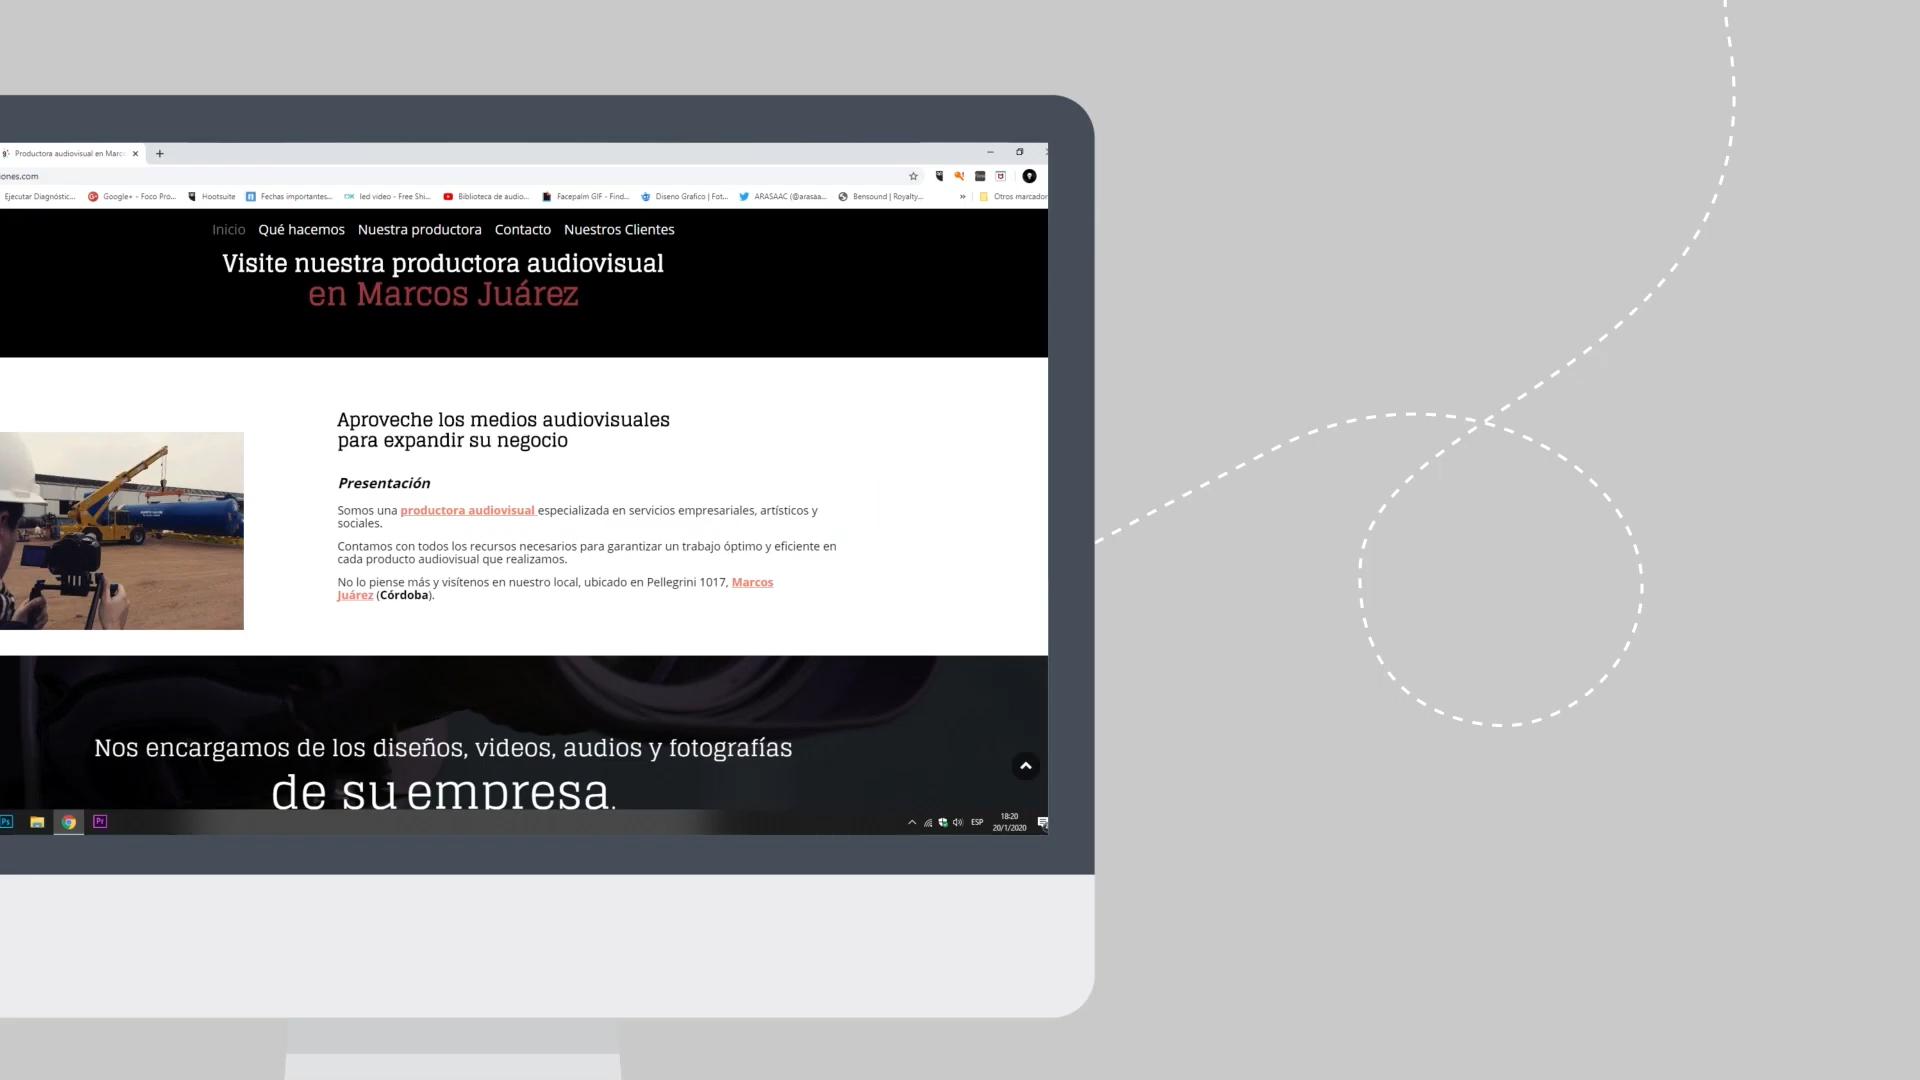 Productora audiovisual en Marc
iones.com
Ejecutar Diagnóstic... Google+ - Foco Pro... Hootsuite Fechas importantes... led video - Free Shi... Biblioteca de audio... Facepalm GIF - Find... Diseno Grafico | Fot... ARASAAC (@arasaa... Bensound | Royalty... » Otros marcador
Inicio Qué hacemos Nuestra productora Contacto Nuestros Clientes
Visite nuestra productora audiovisual
en Marcos Juárez
Aproveche los medios audiovisuales
para expandir su negocio
Presentación
Somos una productora audiovisual especializada en servicios empresariales, artísticos y
sociales.
Contamos con todos los recursos necesarios para garantizar un trabajo óptimo y eficiente en
cada producto audiovisual que realizamos.
No lo piense más y visítenos en nuestro local, ubicado en Pellegrini 1017, Marcos
Juárez (Córdoba).
Nos encargamos de los diseños, videos, audios y fotografías
de su empresa.
Ps Pr ESP 18:20
20/1/2020